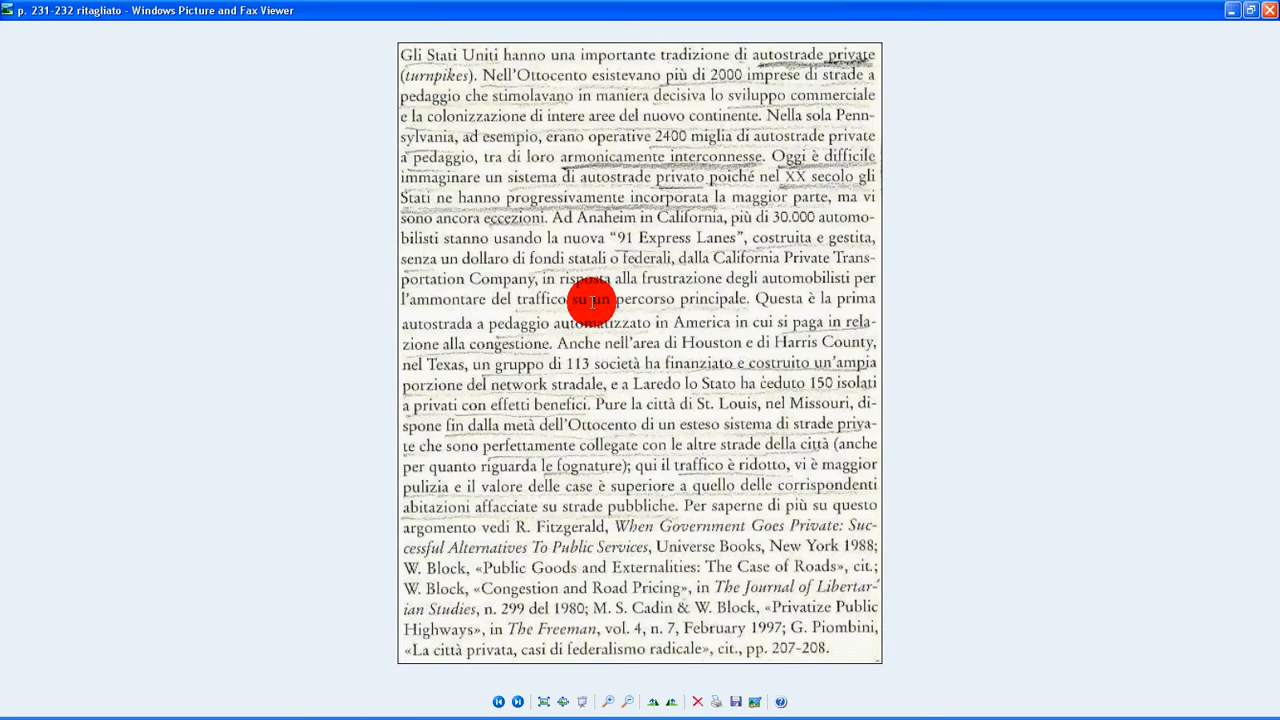 p. 231-232 ritagliato - Windows Picture and Fax Viewer
Gli Stati Uniti hanno una importante tradizione di autostrade private
(turnpikes). Nell'Ottocento esistevano più di 2000 imprese di strade a
pedaggio che stimolavano in maniera decisiva lo sviluppo commerciale
e la colonizzazione di intere aree del nuovo continente. Nella sola Penn-
sylvania, ad esempio, erano operative 2400 miglia di autostrade private
a pedaggio, tra di loro armonicamente interconnesse. Oggi è difficile
immaginare un sistema di autostrade privato poiché nel XX secolo gli
Stati ne hanno progressivamente incorporata la maggior parte, ma vi
sono ancora eccezioni. Ad Anaheim in California, più di 30.000 automo-
bilisti stanno usando la nuova "91 Express Lanes", costruita e gestita,
senza un dollaro di fondi statali o federali, dalla California Private Trans-
portation Company, in risposta alla frustrazione degli automobilisti per
l'ammontare del traffico su un percorso principale. Questa è la prima
autostrada a pedaggio automatizzato in America in cui si paga in rela-
zione alla congestione. Anche nell'area di Houston e di Harris County,
nel Texas, un gruppo di 113 società ha finanziato e costruito un'ampia
porzione del network stradale, e a Laredo lo Stato ha ceduto 150 isolati
a privati con effetti benefici. Pure la città di St. Louis, nel Missouri, di-
spone fin dalla metà dell'Ottocento di un esteso sistema di strade priva-
te che sono perfettamente collegate con le altre strade della città (anche
per quanto riguarda le fognature); qui il traffico è ridotto, vi è maggior
pulizia e il valore delle case è superiore a quello delle corrispondenti
abitazioni affacciate su strade pubbliche. Per saperne di più su questo
argomento vedi R. Fitzgerald, When Government Goes Private: Suc-
cessful Alternatives To Public Services, Universe Books, New York 1988;
W. Block, «Public Goods and Externalities: The Case of Roads», cit.;
W. Block, «Congestion and Road Pricing», in The Journal of Libertar-
ian Studies, n. 299 del 1980; M. S. Cadin & W. Block, «Privatize Public
Highways», in The Freeman, vol. 4, n. 7, February 1997; G. Piombini,
«La città privata, casi di federalismo radicale», cit., pp. 207-208.